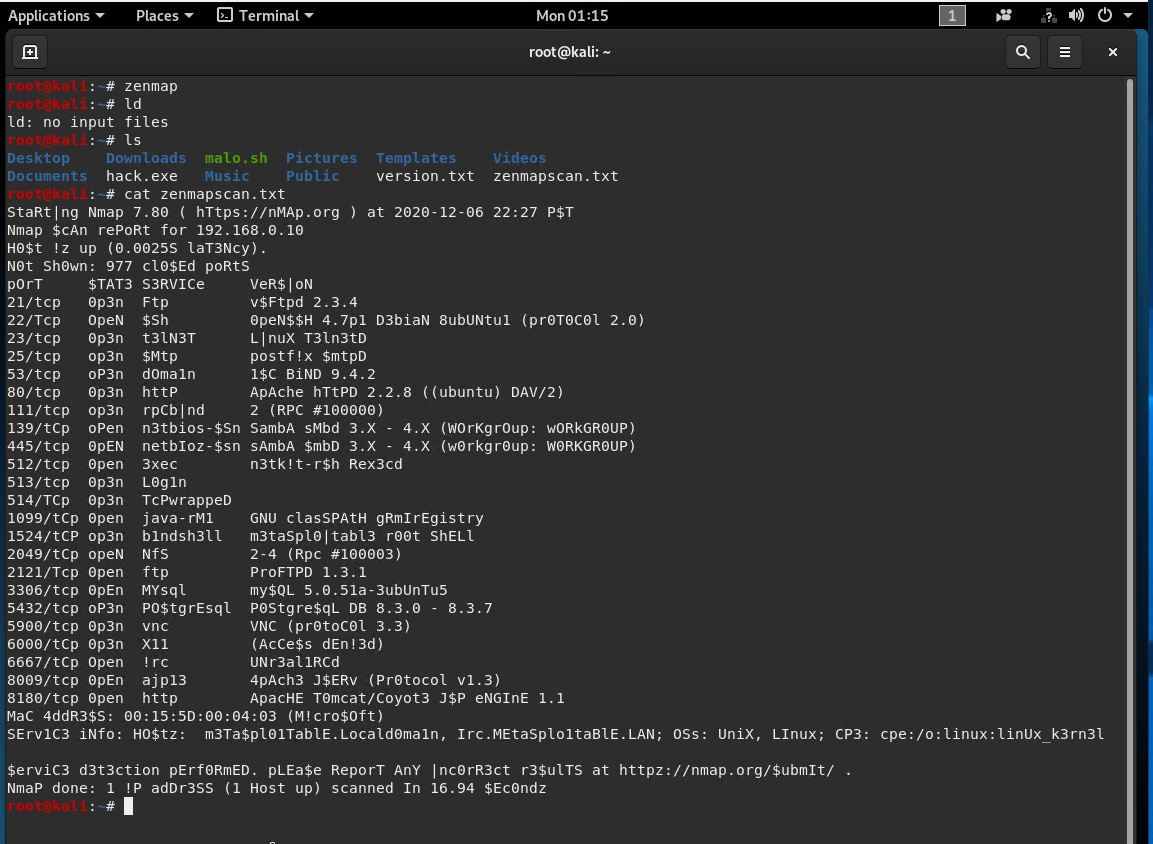 Applications Places Terminal Mon 01:15 1
root@kali: ~
root@kali:~# zenmap
root@kali:~# ld
ld: no input files
root@kali:~# ls
Desktop Downloads malo.sh Pictures Templates Videos
Documents hack.exe Music Public version.txt zenmapscan.txt
root@kali:~# cat zenmapscan.txt
StaRt|ng Nmap 7.80 ( hTtps://nMAp.org ) at 2020-12-06 22:27 P$T
Nmap $cAn rePoRt for 192.168.0.10
H0$t !z up (0.0025S laT3Ncy).
N0t Sh0wn: 977 cl0$Ed poRtS
pOrT $TAT3 S3RVICe VeR$|oN
21/tcp 0p3n Ftp v$Ftpd 2.3.4
22/Tcp OpeN $Sh 0peN$$H 4.7p1 D3biaN 8ubUNtu1 (pr0T0C0l 2.0)
23/tcp 0p3n t3lN3T L|nuX T3ln3tD
25/tcp op3n $Mtp postf!x $mtpD
53/tcp oP3n dOma1n 1$C BiND 9.4.2
80/tcp 0p3n httP ApAche hTtPD 2.2.8 ((ubuntu) DAV/2)
111/tcp op3n rpCb|nd 2 (RPC #100000)
139/tCp oPen n3tbios-$Sn SambA sMbd 3.X - 4.X (WOrKgrOup: wORkGR0UP)
445/tCp 0pEN netbIoz-$sn sAmbA $mbD 3.X - 4.X (w0rkgr0up: W0RKGR0UP)
512/tcp 0pen 3xec n3tk!t-r$h Rex3cd
513/tCp 0p3n L0g1n
514/TCp 0p3n TcPwrappeD
1099/tCp 0pen java-rM1 GNU clasSPAtH gRmIrEgistry
1524/tCP op3n b1ndsh3ll m3taSpl0|tabl3 r00t ShELl
2049/tCp opeN NfS 2-4 (Rpc #100003)
2121/Tcp 0pen ftp ProFTPD 1.3.1
3306/tcp 0pEn MYsql my$QL 5.0.51a-3ubUnTu5
5432/tcp oP3n PO$tgrEsql P0Stgre$qL DB 8.3.0 - 8.3.7
5900/tCp 0p3n vnc VNC (pr0toC0l 3.3)
6000/tCp 0p3n X11 (AcCe$s dEn!3d)
6667/tCp Open !rc UNr3al1RCd
8009/tCp 0pEn ajp13 4pAch3 J$ERv (Pr0tocol v1.3)
8180/tCp 0pen http ApacHE T0mcat/Coyot3 J$P eNGInE 1.1
MaC 4ddR3$S: 00:15:5D:00:04:03 (M!cro$Oft)
SErv1C3 iNfo: HO$tz: m3Ta$pl01TablE.Locald0ma1n, Irc.MEtaSplo1taBlE.LAN; OSs: UniX, LInux; CP3: cpe:/o:linux:linUx_k3rn3l
$erviC3 d3t3ction pErf0RmED. pLEa$e ReporT AnY |nc0rR3ct r3$ulTS at httpz://nmap.org/$ubmIt/ .
NmaP done: 1 !P adDr3SS (1 Host up) scanned In 16.94 $Ec0ndz
root@kali:~#